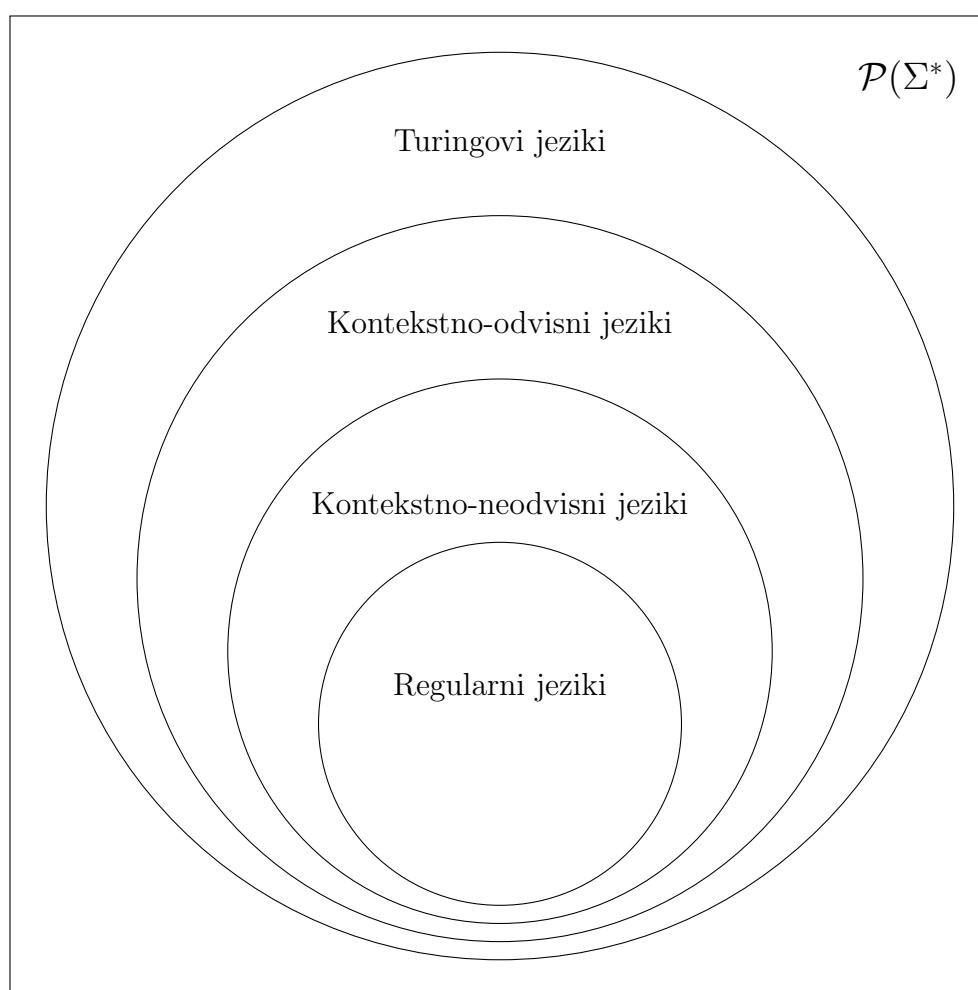 𝒫(Σ*)
Turingovi jeziki
Kontekstno-odvisni jeziki
Kontekstno-neodvisni jeziki
Regularni jeziki